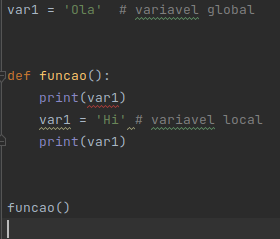 var1 = 'Ola'  # variavel global
def funcao():
    print(var1)
    var1 = 'Hi' # variavel local
    print(var1)
funcao()